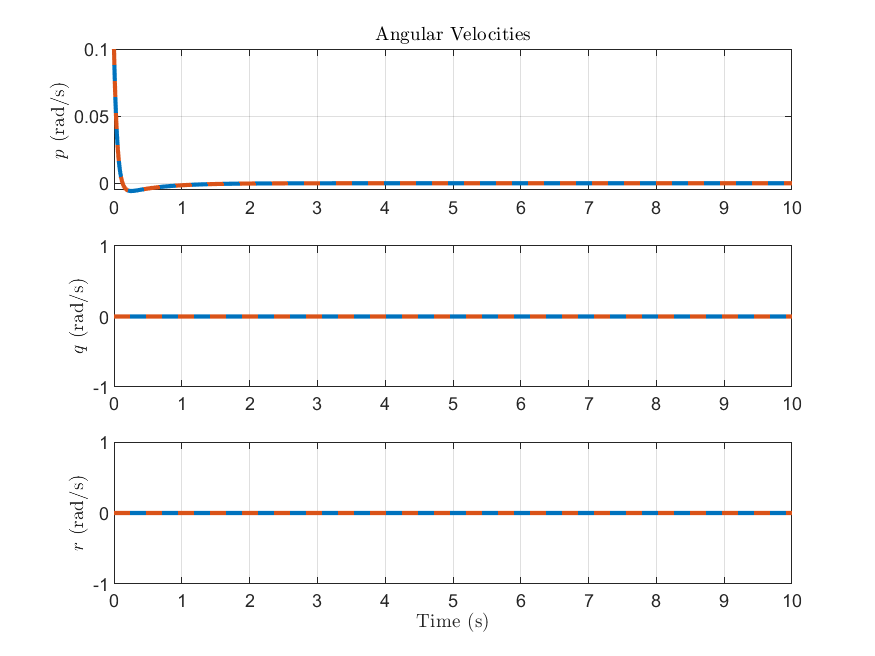 Angular Velocities
0.1
0.05
0
p (rad/s)
0 1 2 3 4 5 6 7 8 9 10
1
0
-1
q (rad/s)
0 1 2 3 4 5 6 7 8 9 10
1
0
-1
r (rad/s)
0 1 2 3 4 5 6 7 8 9 10
Time (s)